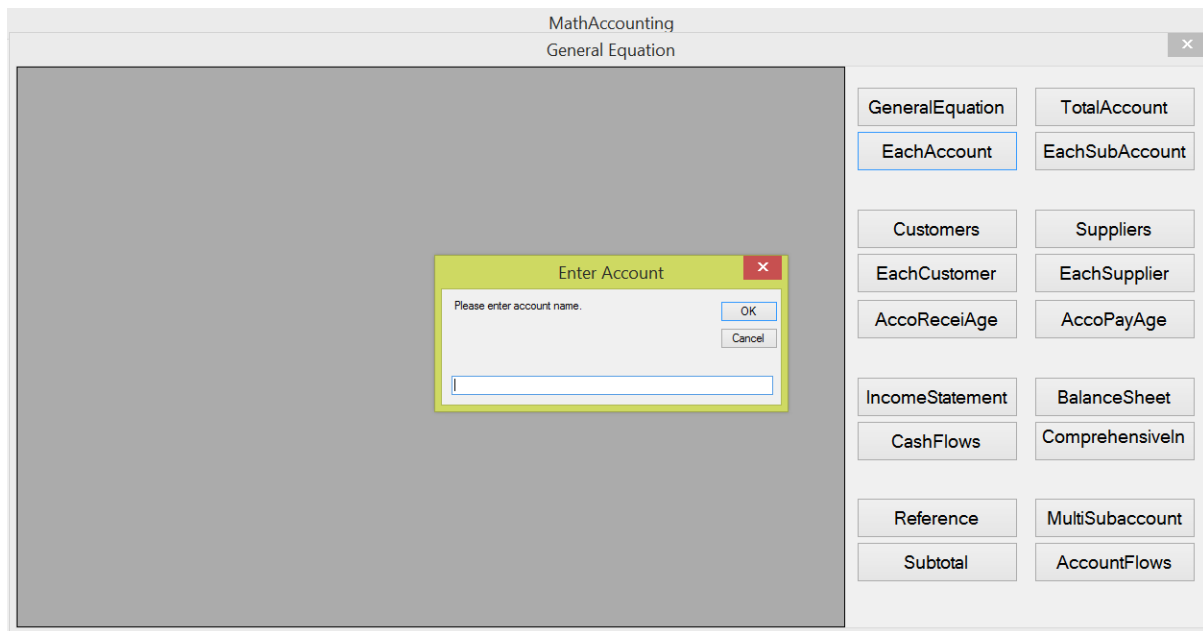 MathAccounting
General Equation
GeneralEquation
TotalAccount
EachAccount
EachSubAccount
Customers
Suppliers
EachCustomer
EachSupplier
AccoReceiAge
AccoPayAge
IncomeStatement
BalanceSheet
CashFlows
ComprehensiveIn
Reference
MultiSubaccount
Subtotal
AccountFlows
Enter Account
Please enter account name.
OK
Cancel